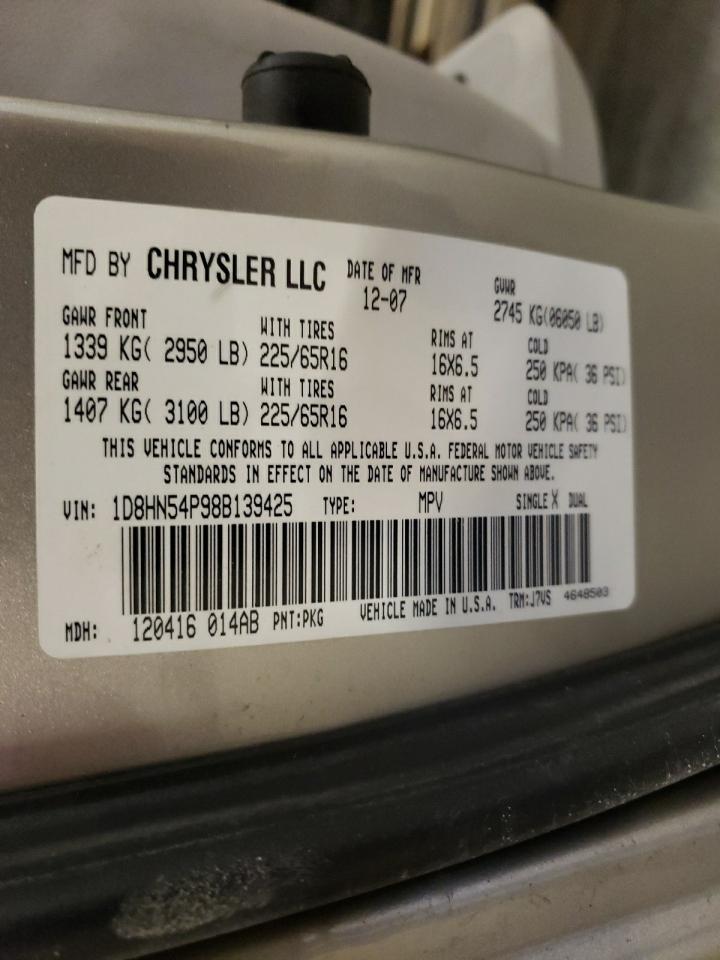 MFD BY CHRYSLER LLC DATE OF MFR 12-07 GVWR 2745 KG(06050 LB)
GAWR FRONT WITH TIRES RIMS AT COLD
1339 KG( 2950 LB) 225/65R16 16X6.5 250 KPA( 36 PSI)
GAWR REAR WITH TIRES RIMS AT COLD
1407 KG( 3100 LB) 225/65R16 16X6.5 250 KPA( 36 PSI)
THIS VEHICLE CONFORMS TO ALL APPLICABLE U.S.A. FEDERAL MOTOR VEHICLE SAFETY
STANDARDS IN EFFECT ON THE DATE OF MANUFACTURE SHOWN ABOVE.
VIN: 1D8HN54P98B139425 TYPE: MPV SINGLE X DUAL
MDH: 120416 014AB PNT:PKG VEHICLE MADE IN U.S.A. TRM:J7VS 4648503